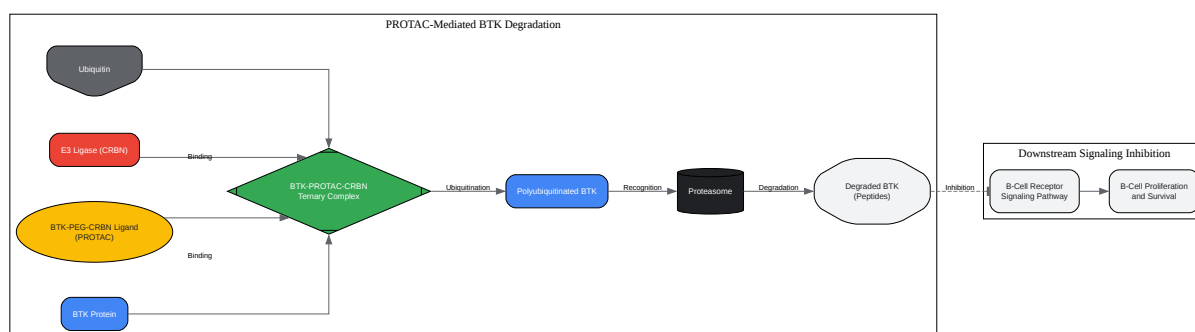 PROTAC-Mediated BTK Degradation
Ubiquitin
E3 Ligase (CRBN)
Binding
BTK-PEG-CRBN Ligand
(PROTAC)
Binding
BTK Protein
BTK-PROTAC-CRBN
Ternary Complex
Ubiquitination
Polyubiquitinated BTK
Recognition
Proteasome
Degradation
Degraded BTK
(Peptides)
Inhibition
Downstream Signaling Inhibition
B-Cell Receptor
Signaling Pathway
B-Cell Proliferation
and Survival